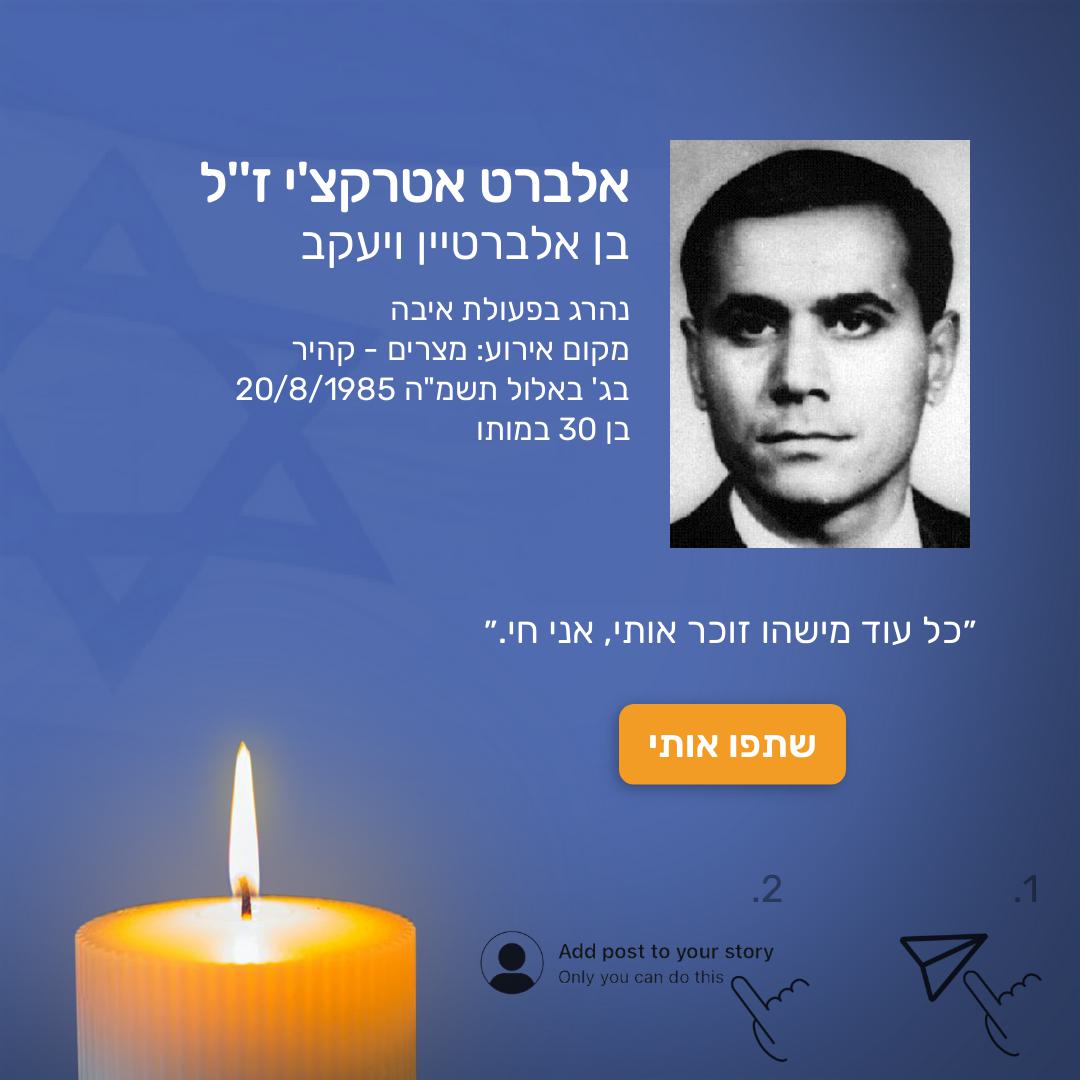 אלברט אטרקצ'י ז"ל
בן אלברטיין ויעקב
נהרג בפעולת איבה
מקום אירוע: מצרים - קהיר
בג' באלול תשמ"ה 20/8/1985
בן 30 במותו
״כל עוד מישהו זוכר אותי, אני חי.״
שתפו אותי
1.
2.
Add post to your story
Only you can do this